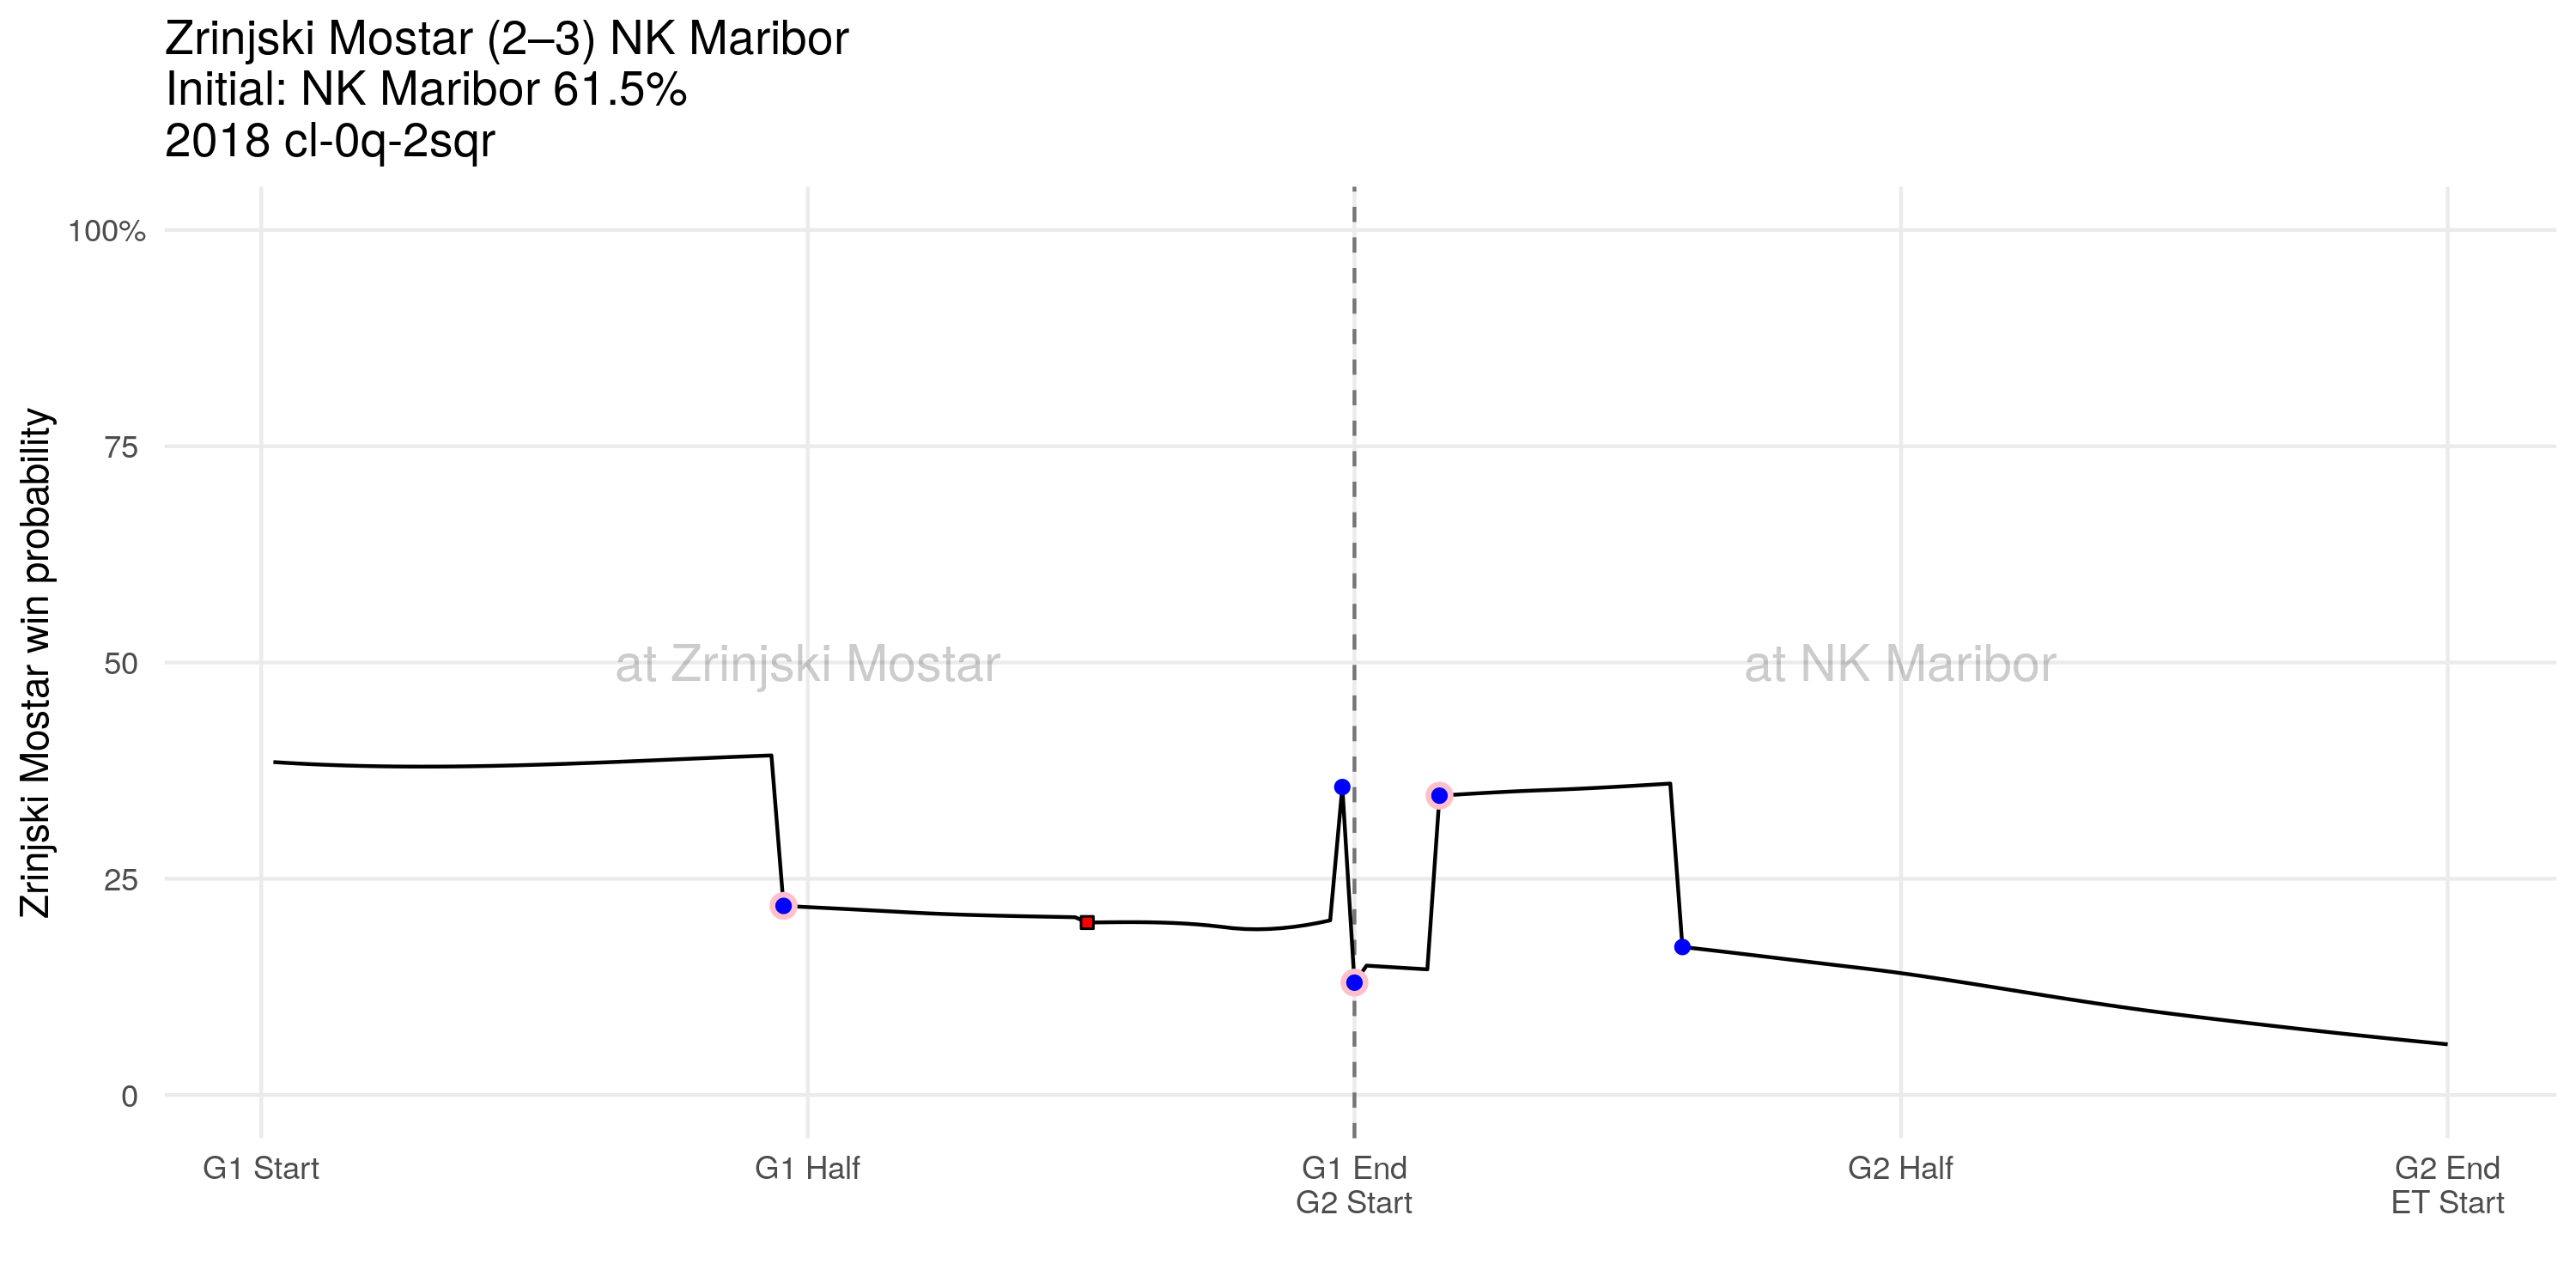 Zrinjski Mostar (2–3) NK Maribor
Initial: NK Maribor 61.5%
2018 cl-0q-2sqr
Zrinjski Mostar win probability
100%
75
50
25
0
at Zrinjski Mostar
at NK Maribor
G1 Start
G1 Half
G1 End
G2 Start
G2 Half
G2 End
ET Start